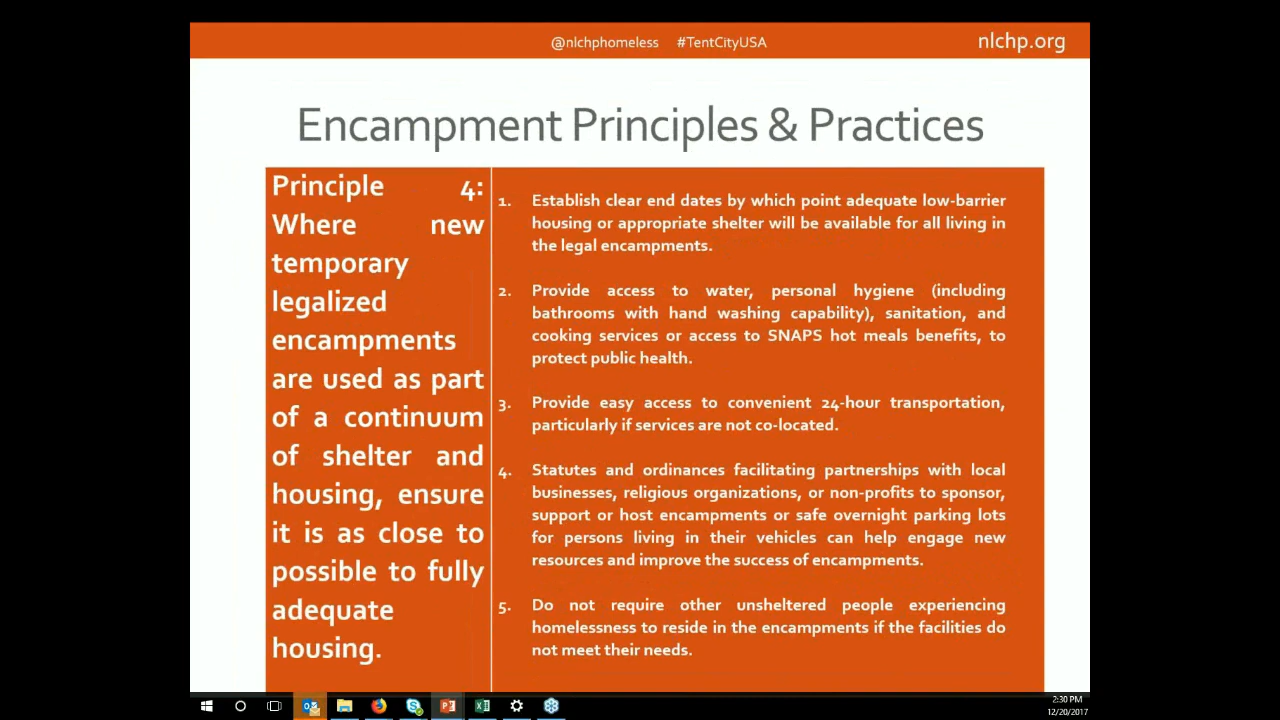 @nlchphomeless #TentCityUSA nlchp.org
Encampment Principles & Practices
Principle 4:
Where new
temporary
legalized
encampments
are used as part
of a continuum
of shelter and
housing, ensure
it is as close to
possible to fully
adequate
housing.
1. Establish clear end dates by which point adequate low-barrier
housing or appropriate shelter will be available for all living in
the legal encampments.
2. Provide access to water, personal hygiene (including
bathrooms with hand washing capability), sanitation, and
cooking services or access to SNAPS hot meals benefits, to
protect public health.
3. Provide easy access to convenient 24-hour transportation,
particularly if services are not co-located.
4. Statutes and ordinances facilitating partnerships with local
businesses, religious organizations, or non-profits to sponsor,
support or host encampments or safe overnight parking lots
for persons living in their vehicles can help engage new
resources and improve the success of encampments.
5. Do not require other unsheltered people experiencing
homelessness to reside in the encampments if the facilities do
not meet their needs.
2:30 PM
12/20/2017